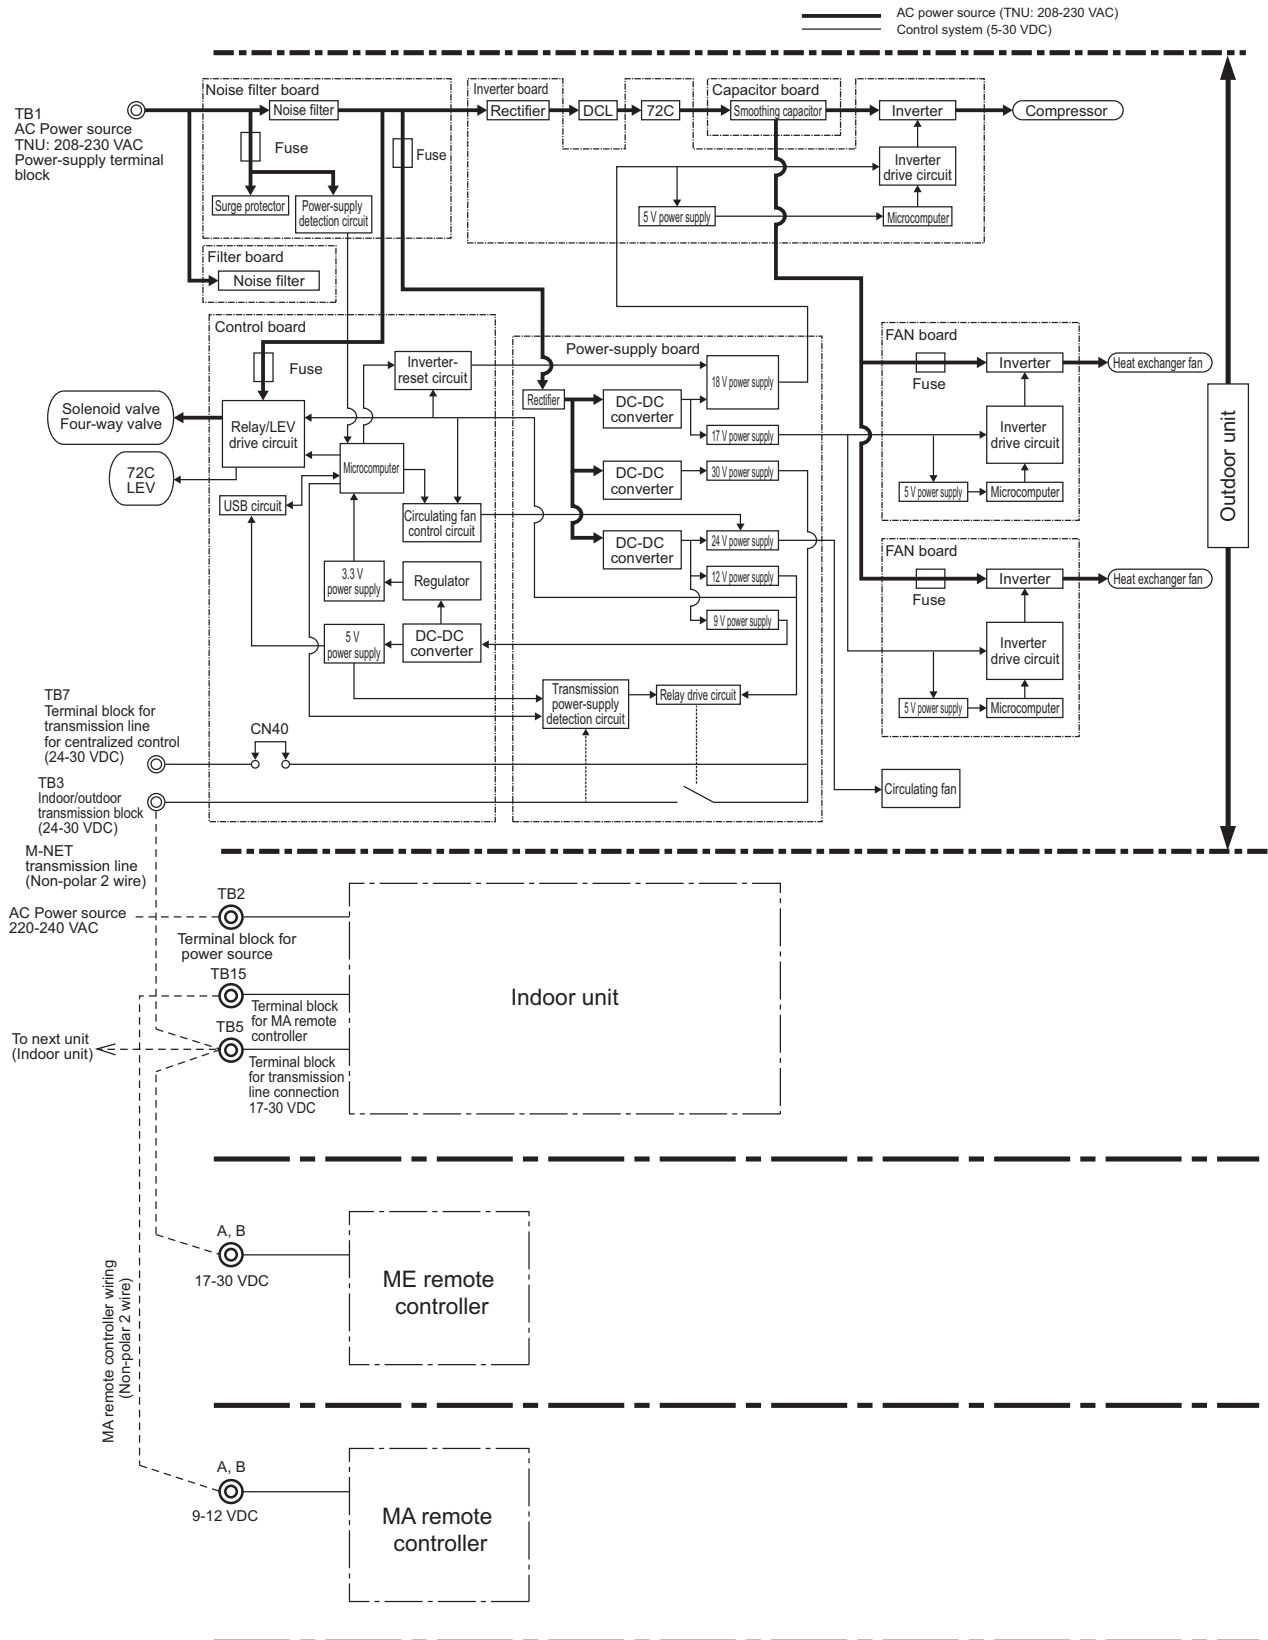 AC power source (TNU: 208-230 VAC)
Control system (5-30 VDC)
Noise filter board
Inverter board
Capacitor board
TB1
AC Power source
TNU: 208-230 VAC
Power-supply terminal
block
Noise filter
Rectifier
DCL
72C
Smoothing capacitor
Inverter
Compressor
Fuse
Fuse
Inverter
drive circuit
Surge protector
Power-supply
detection circuit
5 V power supply
Microcomputer
Filter board
Noise filter
Control board
Power-supply board
FAN board
Fuse
Inverter-
reset circuit
18 V power supply
Fuse
Inverter
Heat exchanger fan
Rectifier
DC-DC
converter
Solenoid valve
Four-way valve
Relay/LEV
drive circuit
17 V power supply
Inverter
drive circuit
72C
LEV
Microcomputer
DC-DC
converter
30 V power supply
5 V power supply
Microcomputer
USB circuit
Circulating fan
control circuit
DC-DC
converter
24 V power supply
FAN board
3.3 V
power supply
Regulator
12 V power supply
Fuse
Inverter
Heat exchanger fan
5 V
power supply
DC-DC
converter
9 V power supply
Inverter
drive circuit
Transmission
power-supply
detection circuit
Relay drive circuit
5 V power supply
Microcomputer
Outdoor unit
TB7
Terminal block for
transmission line
for centralized control
(24-30 VDC)
CN40
TB3
Indoor/outdoor
transmission block
(24-30 VDC)
Circulating fan
M-NET
transmission line
(Non-polar 2 wire)
TB2
AC Power source
220-240 VAC
Terminal block for
power source
TB15
Terminal block
for MA remote
controller
Indoor unit
To next unit
(Indoor unit)
TB5
Terminal block
for transmission
line connection
17-30 VDC
A, B
17-30 VDC
ME remote
controller
MA remote controller wiring
(Non-polar 2 wire)
A, B
9-12 VDC
MA remote
controller